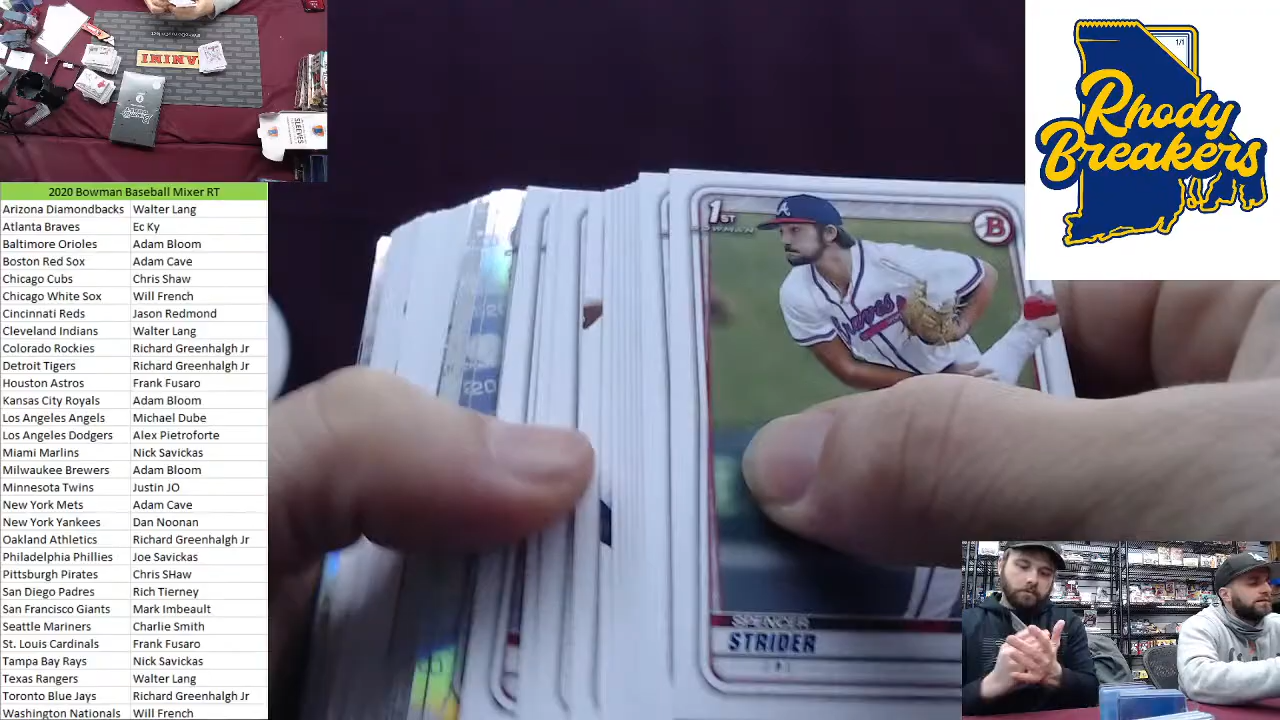 PANINI
SLEEVES
1/1
Rhody
Breakers
2020 Bowman Baseball Mixer RT
Arizona Diamondbacks Walter Lang
Atlanta Braves Ec Ky
Baltimore Orioles Adam Bloom
Boston Red Sox Adam Cave
Chicago Cubs Chris Shaw
Chicago White Sox Will French
Cincinnati Reds Jason Redmond
Cleveland Indians Walter Lang
Colorado Rockies Richard Greenhalgh Jr
Detroit Tigers Richard Greenhalgh Jr
Houston Astros Frank Fusaro
Kansas City Royals Adam Bloom
Los Angeles Angels Michael Dube
Los Angeles Dodgers Alex Pietroforte
Miami Marlins Nick Savickas
Milwaukee Brewers Adam Bloom
Minnesota Twins Justin JO
New York Mets Adam Cave
New York Yankees Dan Noonan
Oakland Athletics Richard Greenhalgh Jr
Philadelphia Phillies Joe Savickas
Pittsburgh Pirates Chris SHaw
San Diego Padres Rich Tierney
San Francisco Giants Mark Imbeault
Seattle Mariners Charlie Smith
St. Louis Cardinals Frank Fusaro
Tampa Bay Rays Nick Savickas
Texas Rangers Walter Lang
Toronto Blue Jays Richard Greenhalgh Jr
Washington Nationals Will French
1ST
BOWMAN
B
A
Braves
SPENCER
STRIDER